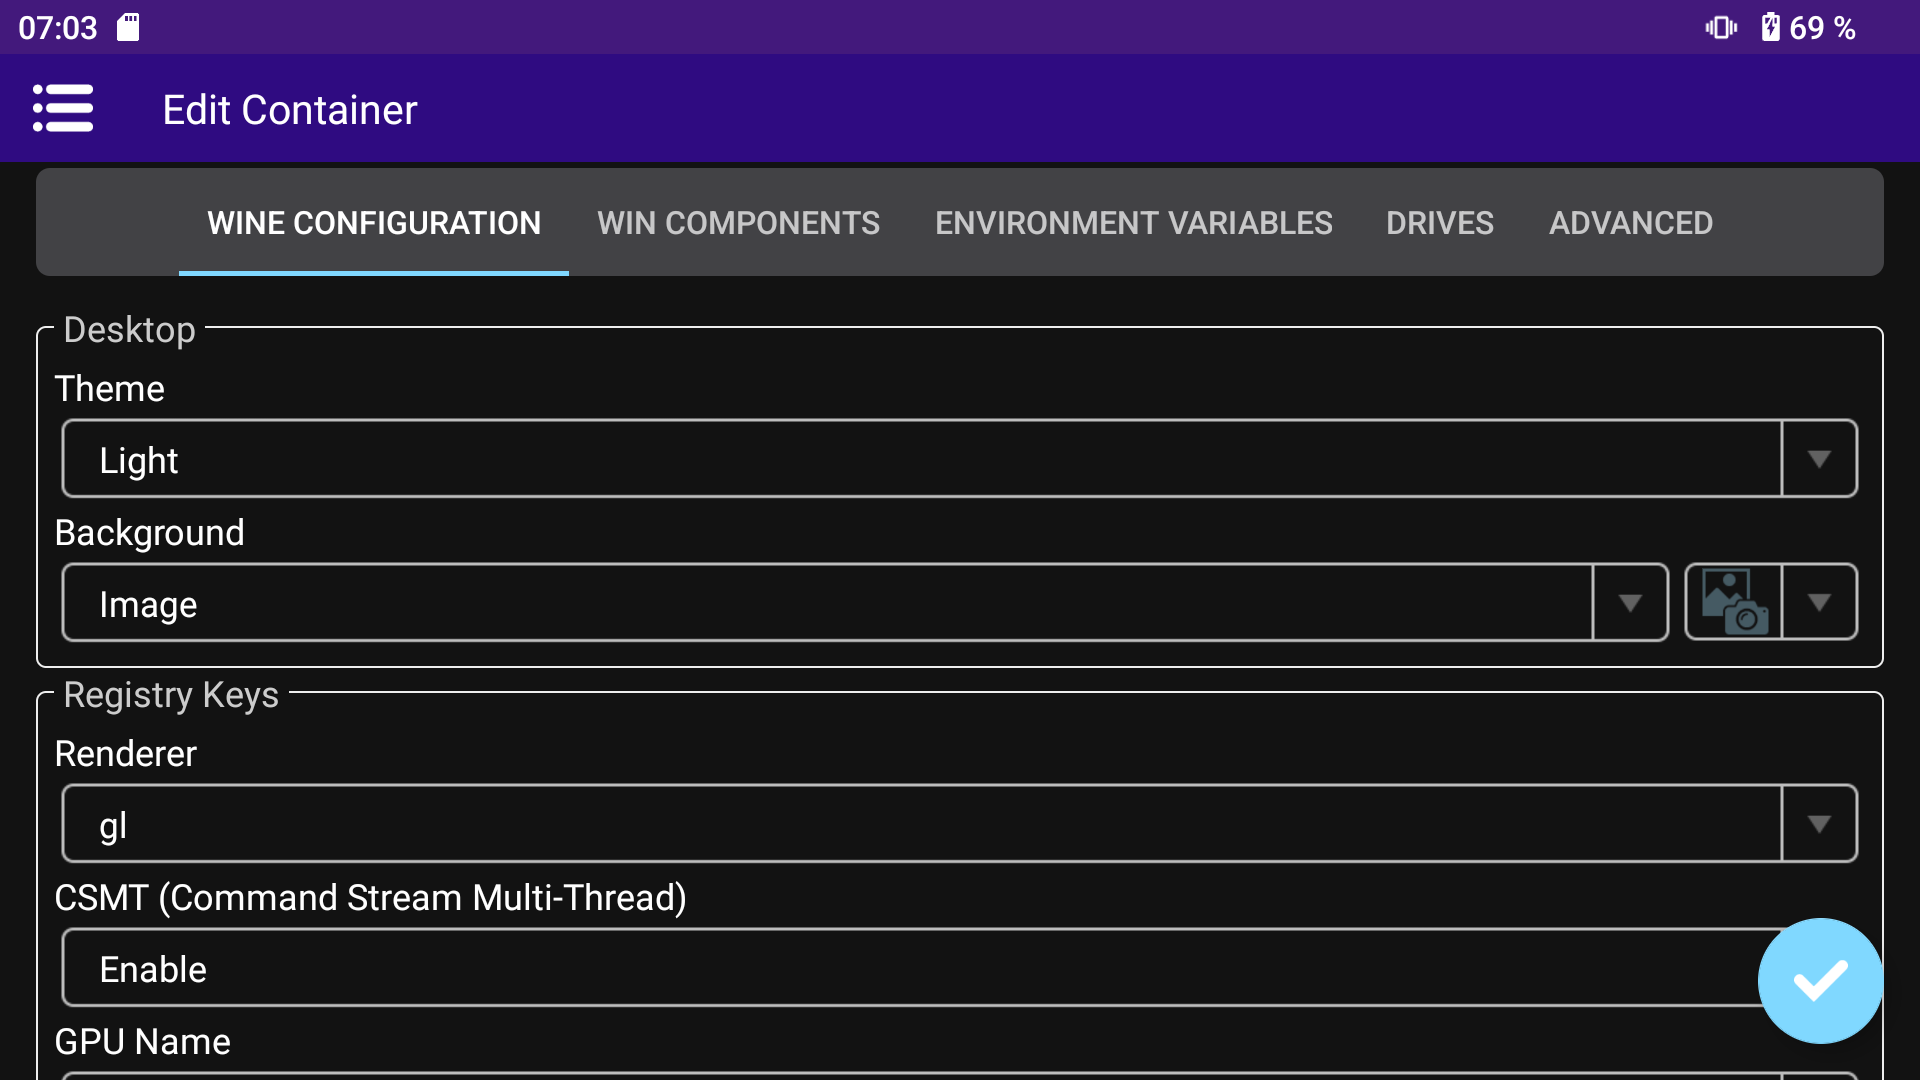 07:03 69 %
Edit Container
WINE CONFIGURATION WIN COMPONENTS ENVIRONMENT VARIABLES DRIVES ADVANCED
Desktop
Theme
Light
Background
Image
Registry Keys
Renderer
gl
CSMT (Command Stream Multi-Thread)
Enable
GPU Name